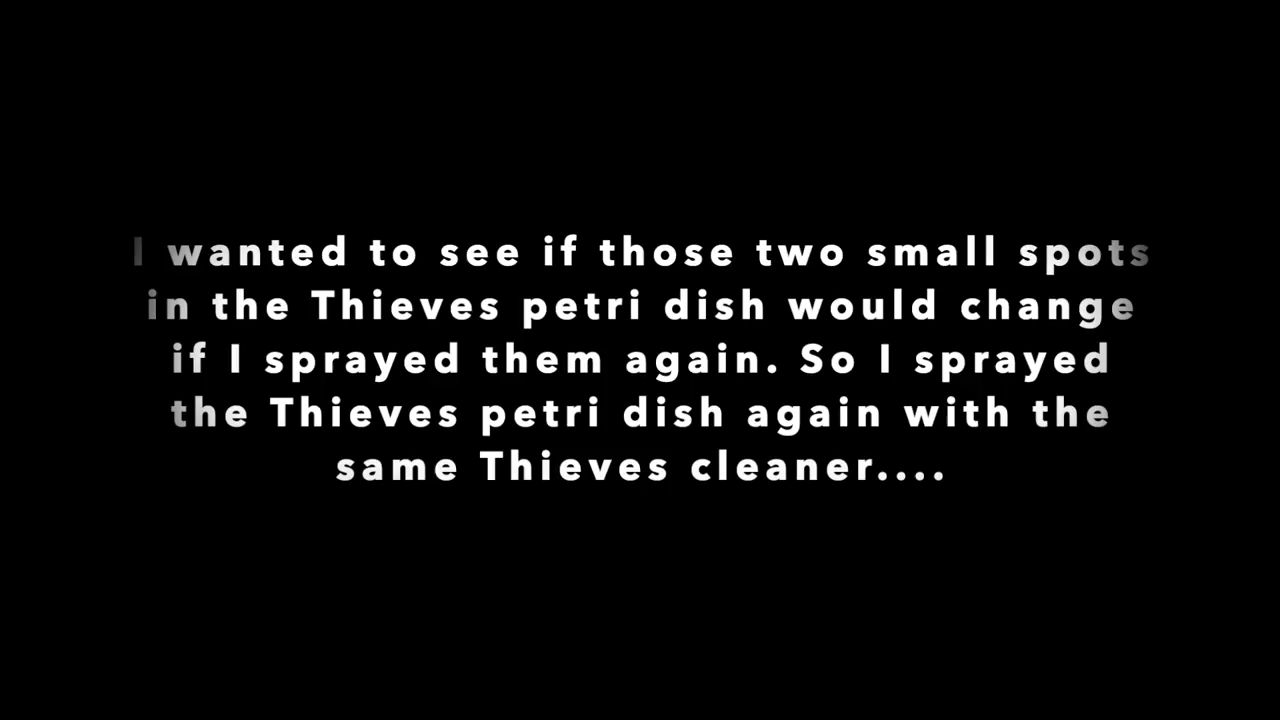 I wanted to see if those two small spots
in the Thieves petri dish would change
if I sprayed them again. So I sprayed
the Thieves petri dish again with the
same Thieves cleaner....